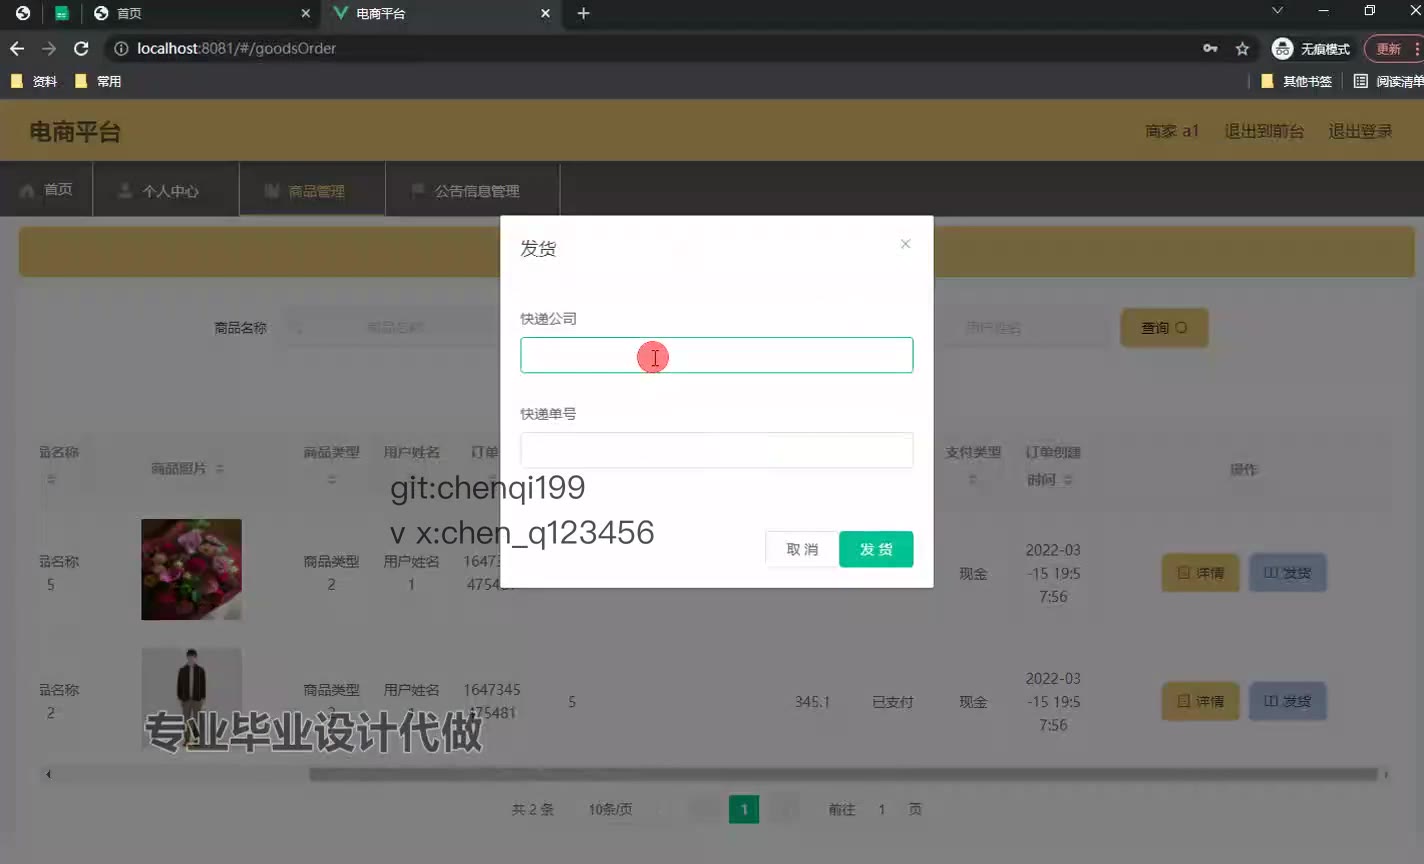 首页
电商平台
localhost:8081/#/goodsOrder
无痕模式
更新
资料
常用
其他书签
阅读清单
电商平台
商家 a1
退出到前台
退出登录
首页
个人中心
商品管理
公告信息管理
发货
快递公司
快递单号
取 消
发 货
商品名称
商品名称
用户姓名
查询
品名称
商品照片
商品类型
用户姓名
订单
支付类型
订单创建
时间
操作
品名称
5
商品类型
2
用户姓名
1
现金
2022-03
-15 19:5
7:56
详情
发货
品名称
2
商品类型
用户姓名
1647345
475481
5
345.1
已支付
现金
2022-03
-15 19:5
7:56
详情
发货
共 2 条
10条/页
1
前往
1
页
git:chenqi199
v x:chen_q123456
专业毕业设计代做